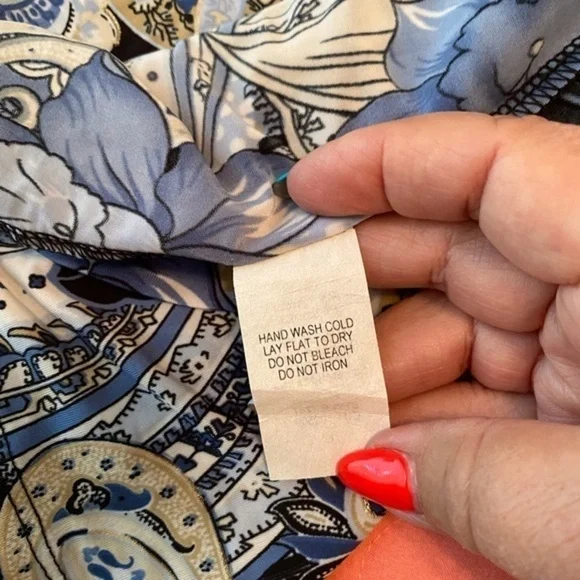 HAND WASH COLD
LAY FLAT TO DRY
DO NOT BLEACH
DO NOT IRON